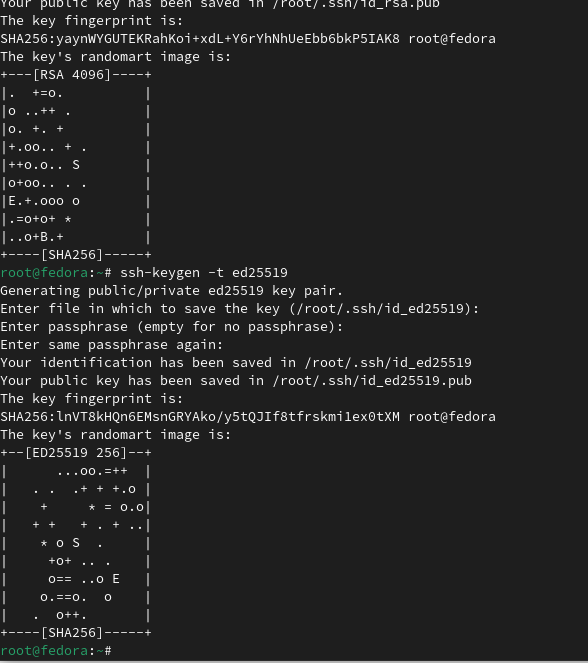 Your public key has been saved in /root/.ssh/id_rsa.pub
The key fingerprint is:
SHA256:yaynWYGUTEKRahKoi+xdL+Y6rYhNhUeEbb6bkP5IAK8 root@fedora
The key's randomart image is:
+---[RSA 4096]----+
|.  +=o.          |
|o ..++ .         |
|o. +. +          |
|+.oo.. + .       |
|++o.o.. S        |
|o+oo.. . .       |
|E.+.ooo o        |
|.=o+o+ *         |
|..o+B.+          |
+----[SHA256]-----+
root@fedora:~# ssh-keygen -t ed25519
Generating public/private ed25519 key pair.
Enter file in which to save the key (/root/.ssh/id_ed25519):
Enter passphrase (empty for no passphrase):
Enter same passphrase again:
Your identification has been saved in /root/.ssh/id_ed25519
Your public key has been saved in /root/.ssh/id_ed25519.pub
The key fingerprint is:
SHA256:lnVT8kHQn6EMsnGRYAko/y5tQJIf8tfrskmi1ex0tXM root@fedora
The key's randomart image is:
+--[ED25519 256]--+
|      ...oo.=++  |
|   . .  .+ + +.o |
|    +     * = o.o|
|   + +   + . + ..|
|    * o S  .     |
|     +o+ .. .    |
|     o== ..o E   |
|    o.==o.  o    |
|   .  o++.       |
+----[SHA256]-----+
root@fedora:~#